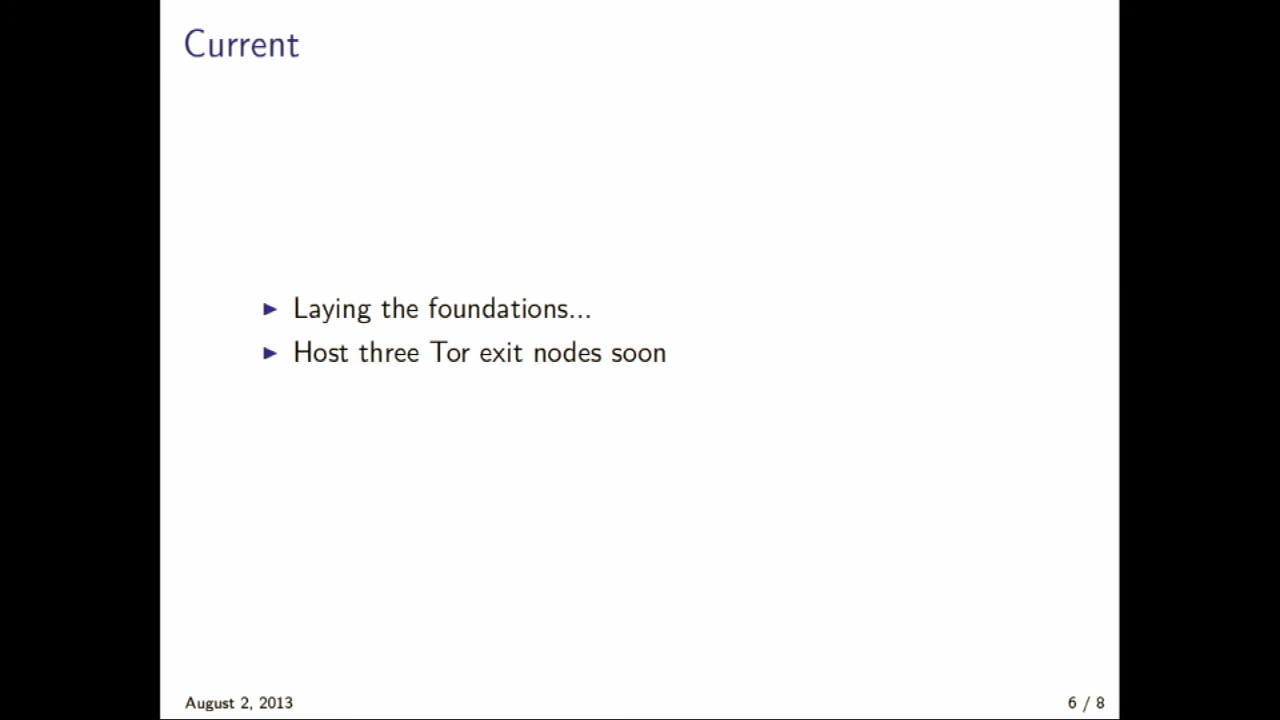 Current
► Laying the foundations...
► Host three Tor exit nodes soon
August 2, 2013
6 / 8